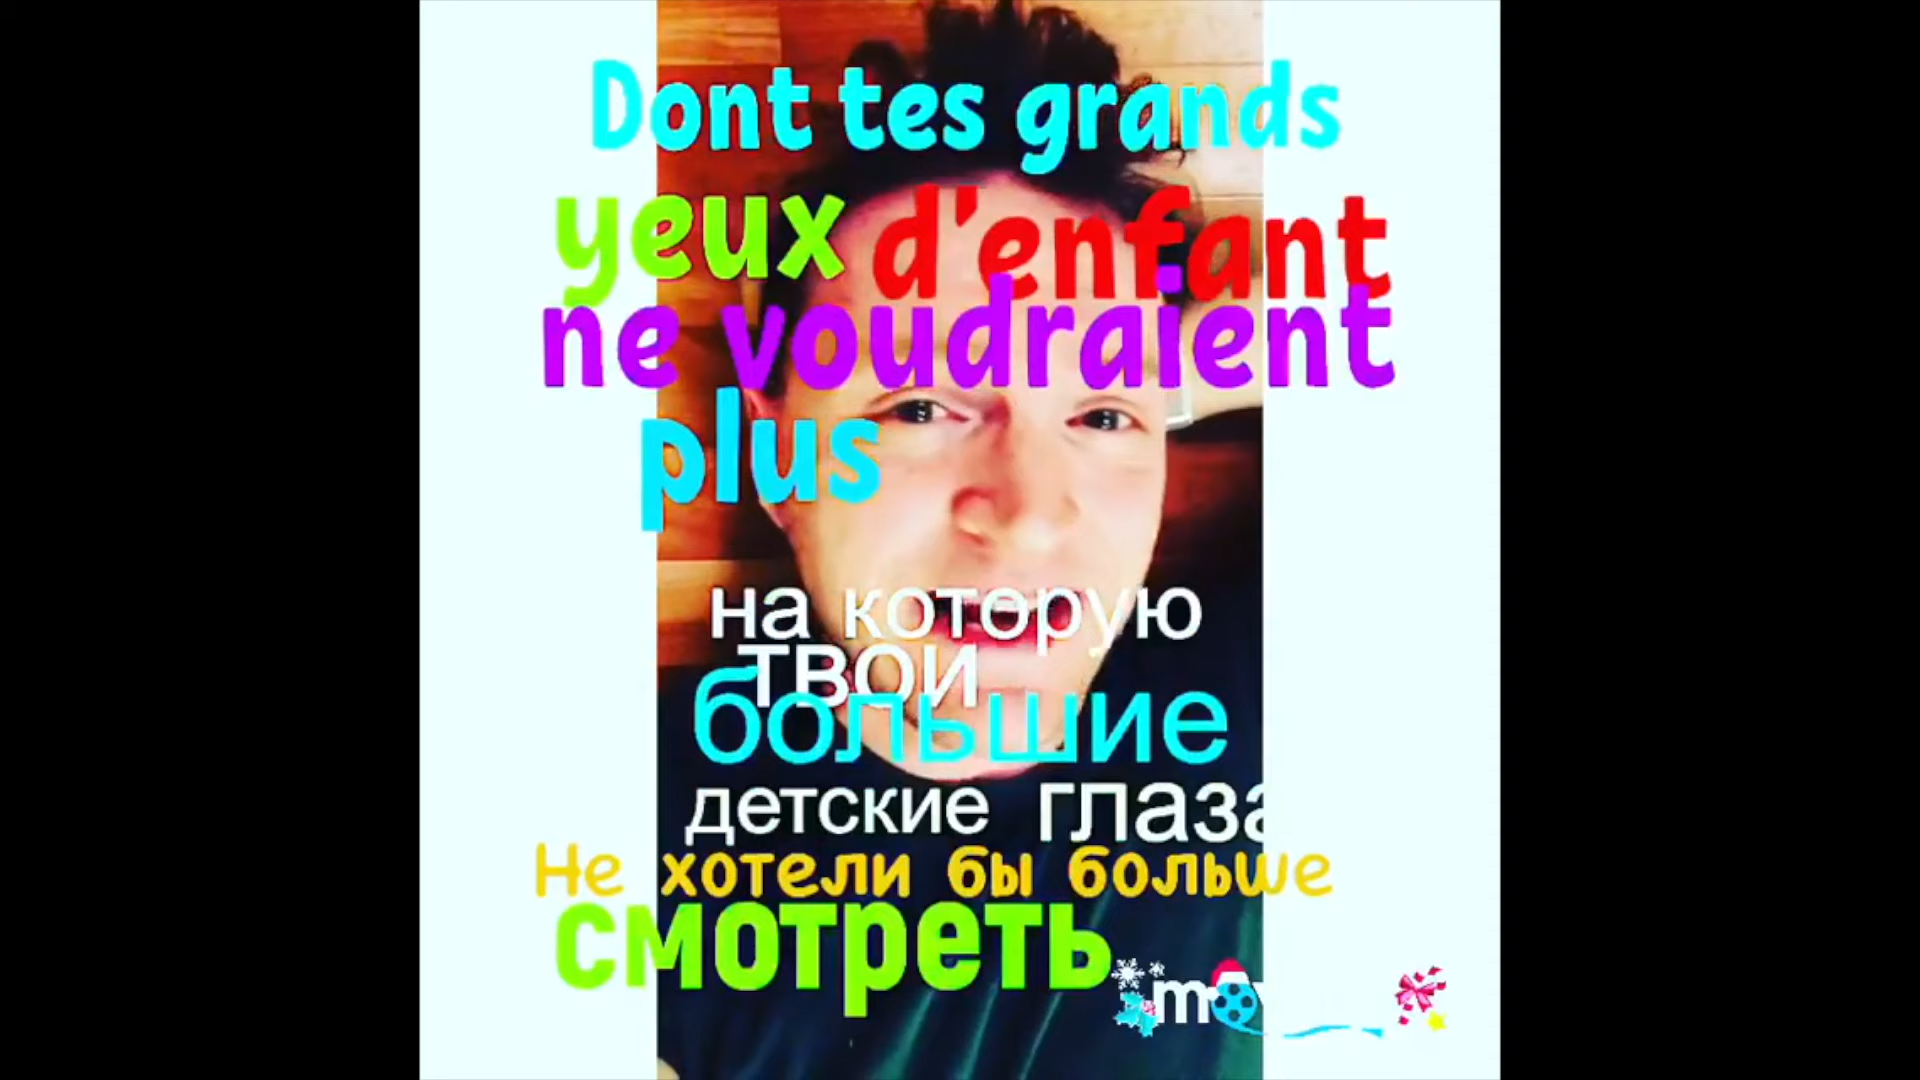 Dont tes grands
yeux d'enfant
ne voudraient
plus
на которую
твои
большие
детские глаза
Не хотели бы больше
смотреть